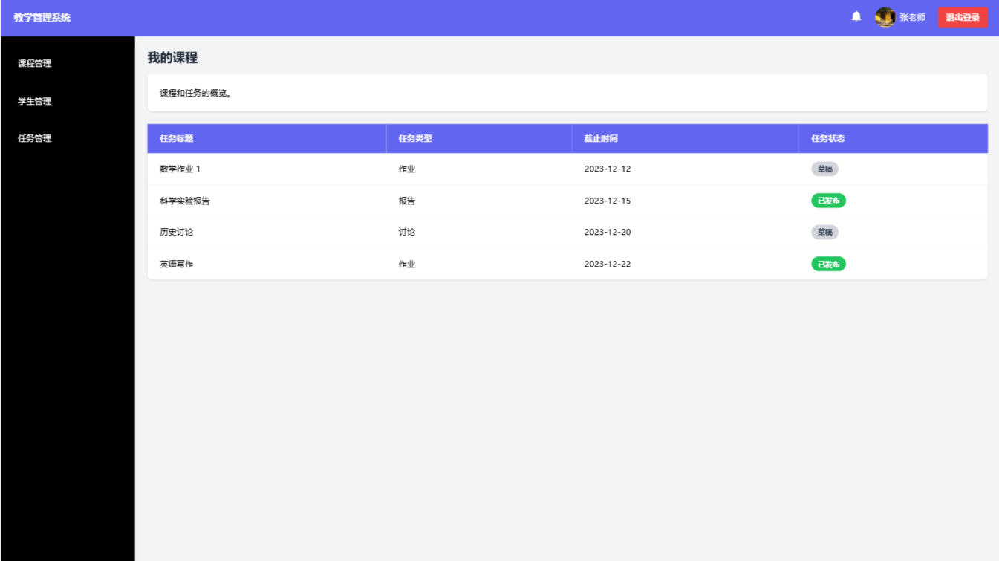 教学管理系统
张老师 退出登录
课程管理
学生管理
任务管理
我的课程
课程和任务的概览。
任务标题 任务类型 截止时间 任务状态
数学作业 1 作业 2023-12-12 草稿
科学实验报告 报告 2023-12-15 已发布
历史讨论 讨论 2023-12-20 草稿
英语写作 作业 2023-12-22 已发布